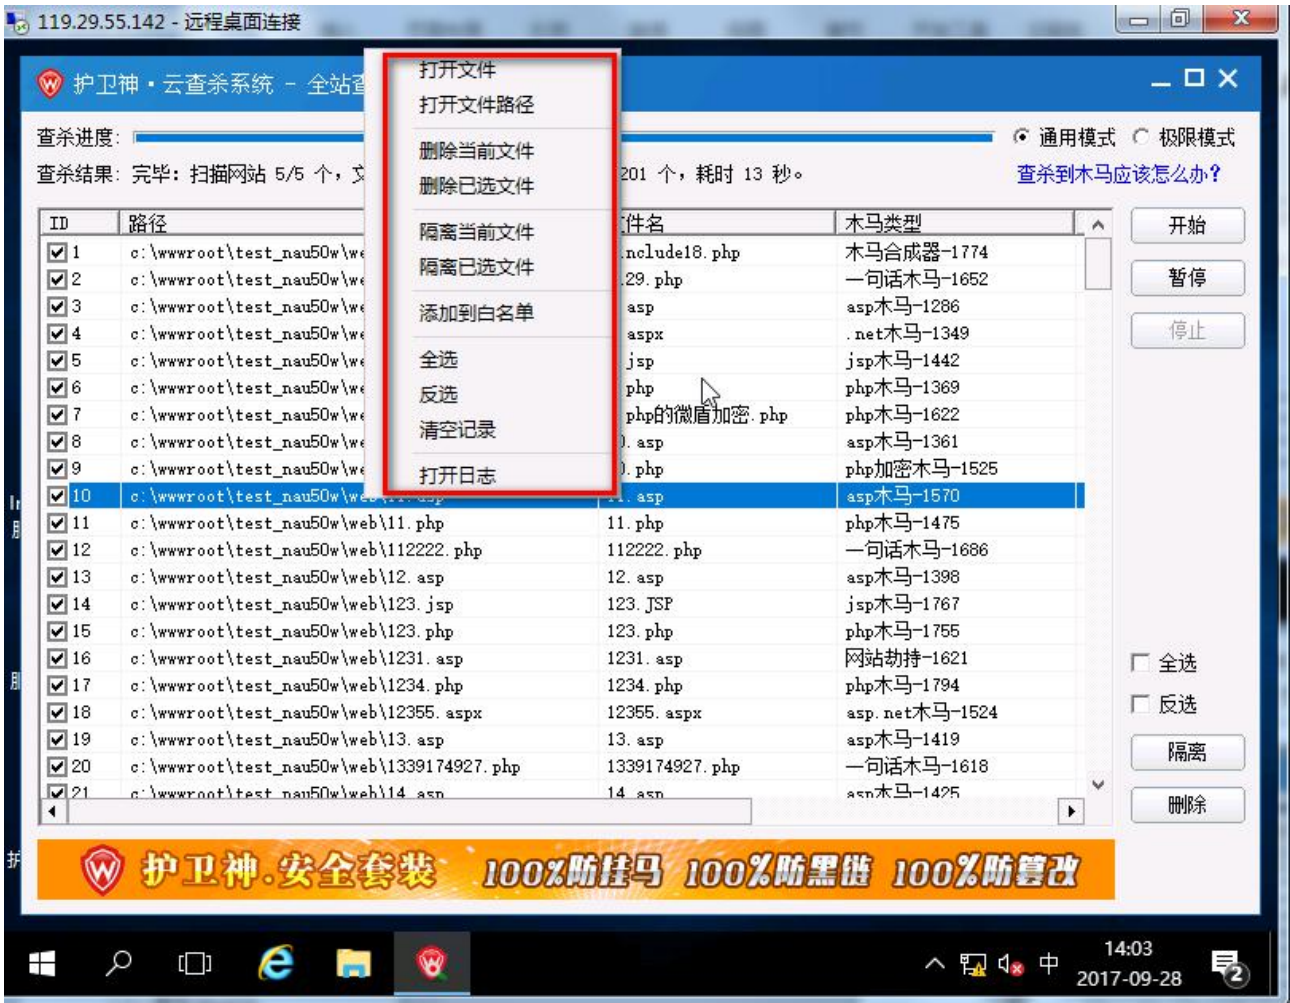 119.29.55.142 - 远程桌面连接
护卫神·云查杀系统 - 全站查
查杀进度:
通用模式
极限模式
查杀结果: 完毕: 扫描网站 5/5 个,
201 个, 耗时 13 秒。
查杀到木马应该怎么办?
打开文件
打开文件路径
删除当前文件
删除已选文件
隔离当前文件
隔离已选文件
添加到白名单
全选
反选
清空记录
打开日志
ID 路径 件名 木马类型
1 c:\wwwroot\test_nau50w\we nclude18.php 木马合成器-1774
2 c:\wwwroot\test_nau50w\we .29.php 一句话木马-1652
3 c:\wwwroot\test_nau50w\we asp asp木马-1286
4 c:\wwwroot\test_nau50w\we aspx .net木马-1349
5 c:\wwwroot\test_nau50w\we jsp jsp木马-1442
6 c:\wwwroot\test_nau50w\we php php木马-1369
7 c:\wwwroot\test_nau50w\we php的微盾加密.php php木马-1622
8 c:\wwwroot\test_nau50w\we .asp asp木马-1361
9 c:\wwwroot\test_nau50w\we .php php加密木马-1525
10 c:\wwwroot\test_nau50w\web\11.asp 11.asp asp木马-1570
11 c:\wwwroot\test_nau50w\web\11.php 11.php php木马-1475
12 c:\wwwroot\test_nau50w\web\112222.php 112222.php 一句话木马-1686
13 c:\wwwroot\test_nau50w\web\12.asp 12.asp asp木马-1398
14 c:\wwwroot\test_nau50w\web\123.jsp 123.JSP jsp木马-1767
15 c:\wwwroot\test_nau50w\web\123.php 123.php php木马-1755
16 c:\wwwroot\test_nau50w\web\1231.asp 1231.asp 网站劫持-1621
17 c:\wwwroot\test_nau50w\web\1234.php 1234.php php木马-1794
18 c:\wwwroot\test_nau50w\web\12355.aspx 12355.aspx asp.net木马-1524
19 c:\wwwroot\test_nau50w\web\13.asp 13.asp asp木马-1419
20 c:\wwwroot\test_nau50w\web\1339174927.php 1339174927.php 一句话木马-1618
21 c:\wwwroot\test_nau50w\web\14.asp 14.asp asp木马-1425
开始
暂停
停止
全选
反选
隔离
删除
护卫神.安全套装 100%防挂马 100%防黑链 100%防篡改
中
14:03
2017-09-28
2